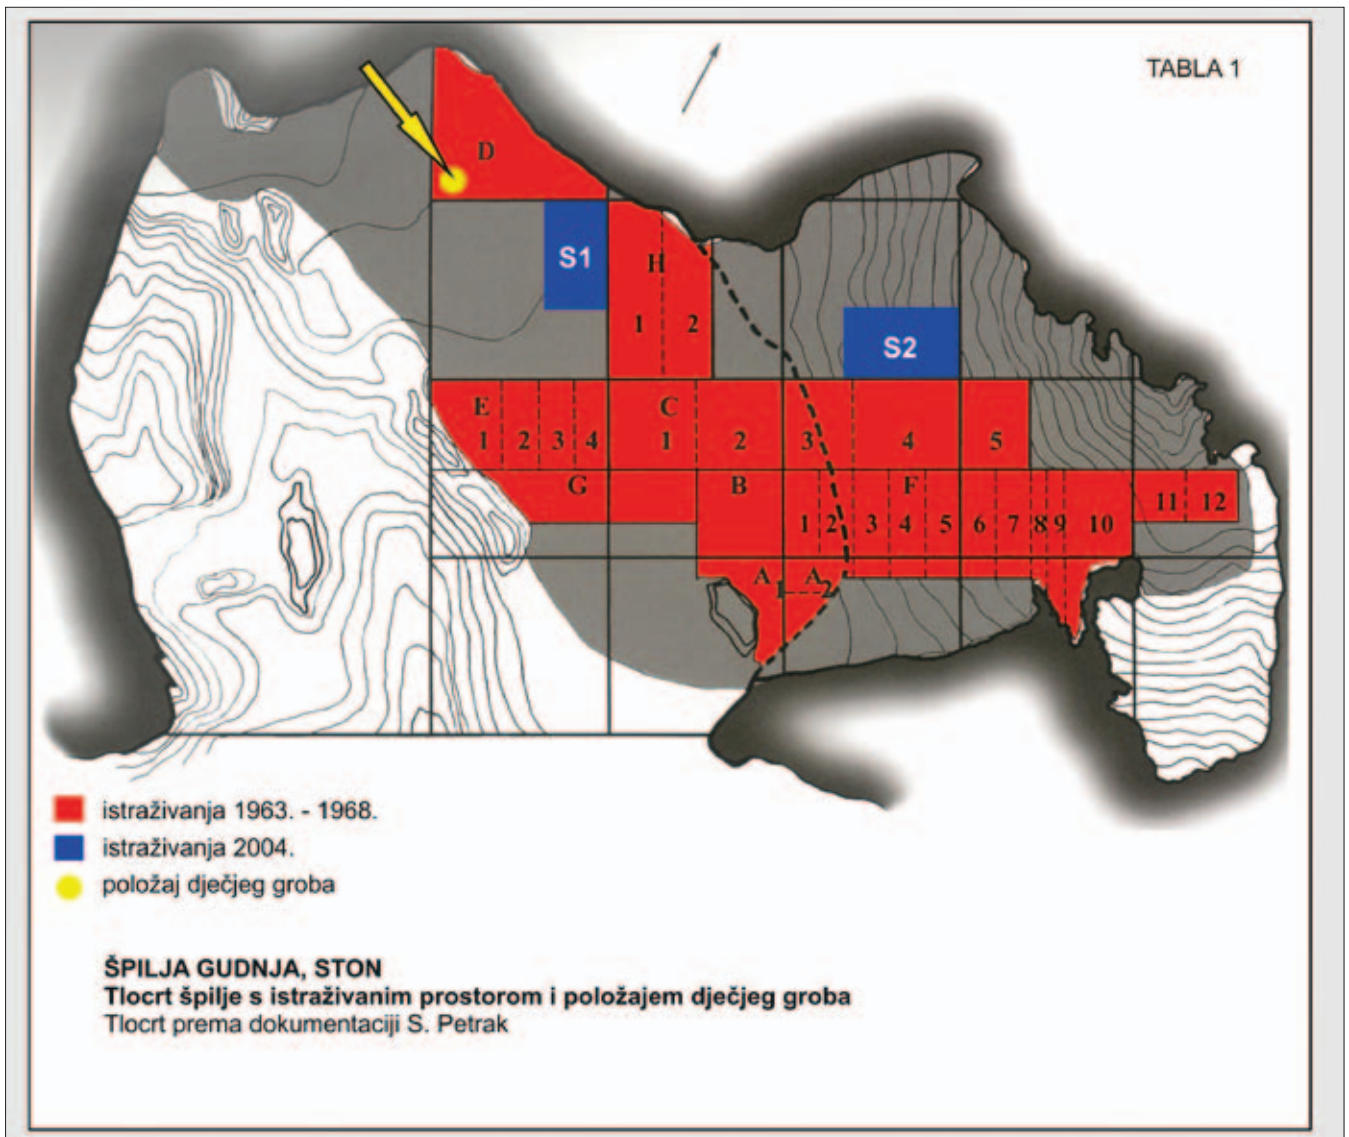 TABLA 1
D
S1
H
1 2
S2
E C
1 2 3 4 1 2 3 4 5
G B F
1 2 3 4 5 6 7 8 9 10 11 12
A 1 A 2
istraživanja 1963. - 1968.
istraživanja 2004.
položaj dječjeg groba
ŠPILJA GUDNJA, STON
Tlocrt špilje s istraživanim prostorom i položajem dječjeg groba
Tlocrt prema dokumentaciji S. Petrak